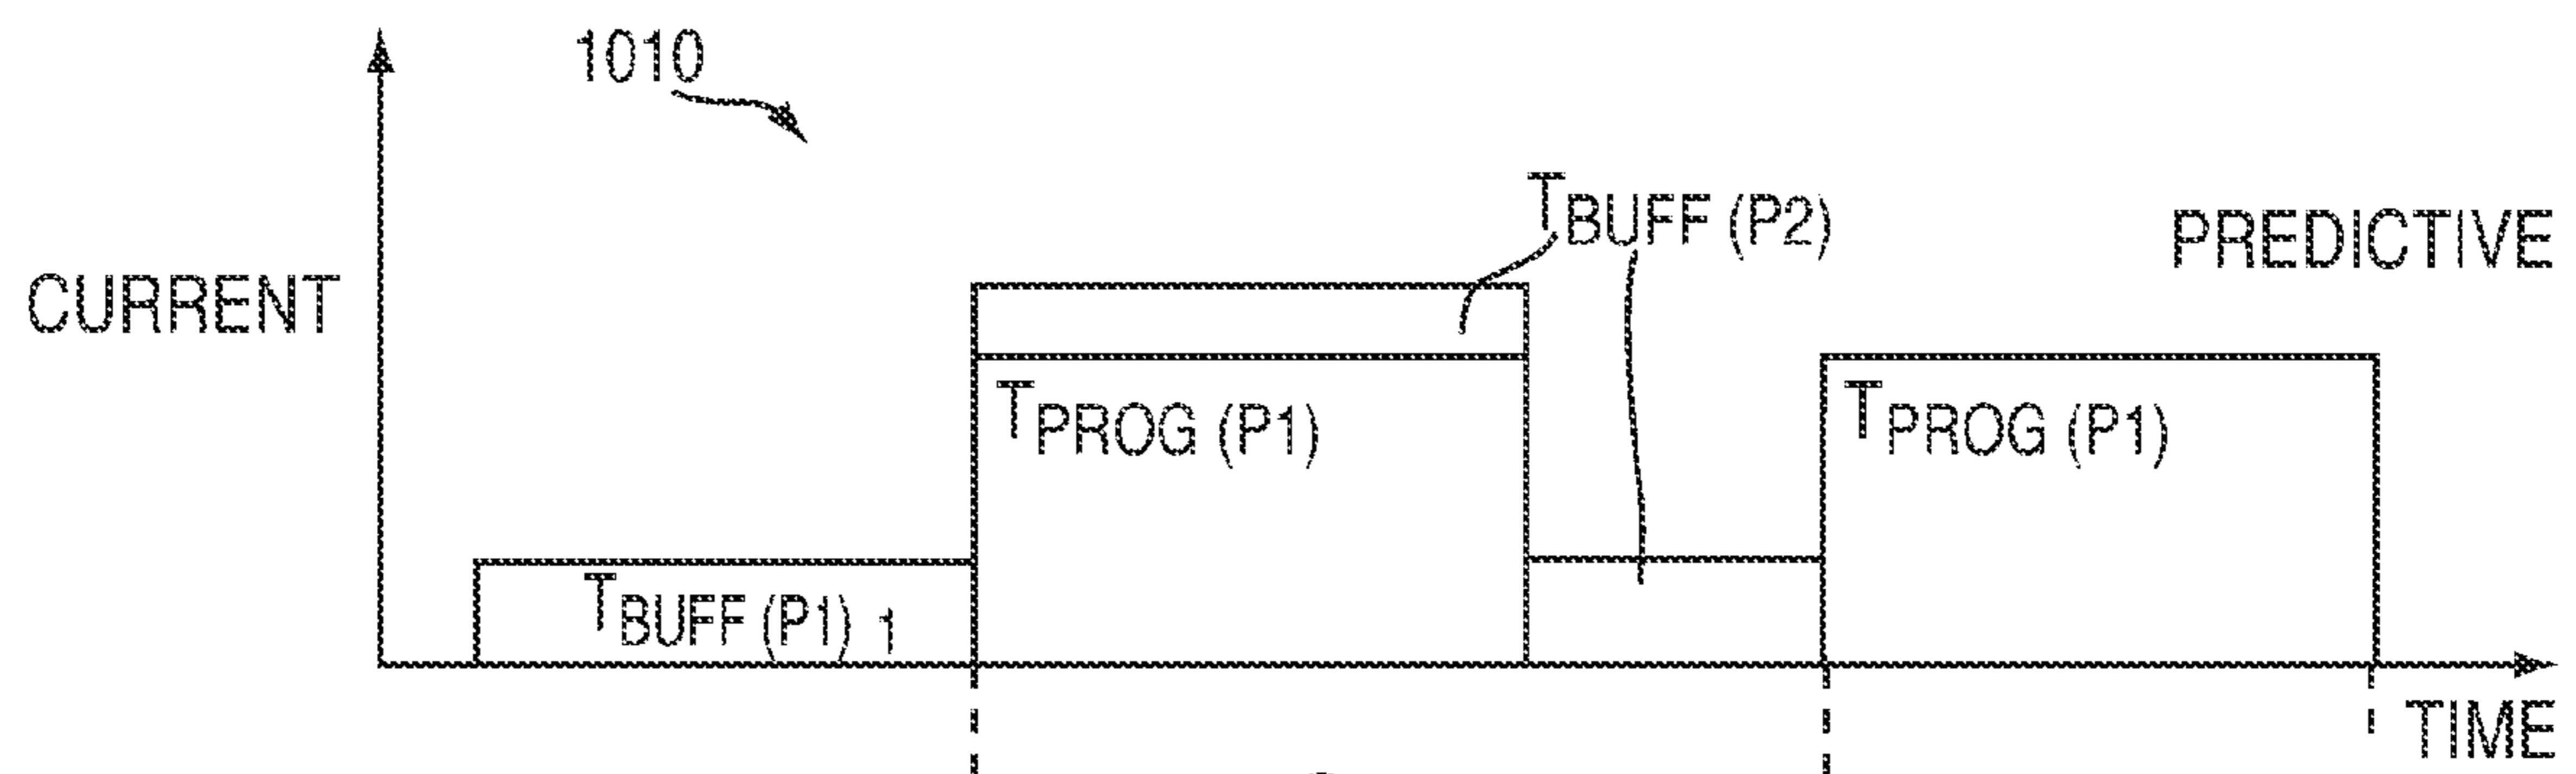 1010
TBUFF (P2)
PREDICTIVE
CURRENT
TPROG (P1)
TPROG (P1)
TBUFF (P1) 1
TIME